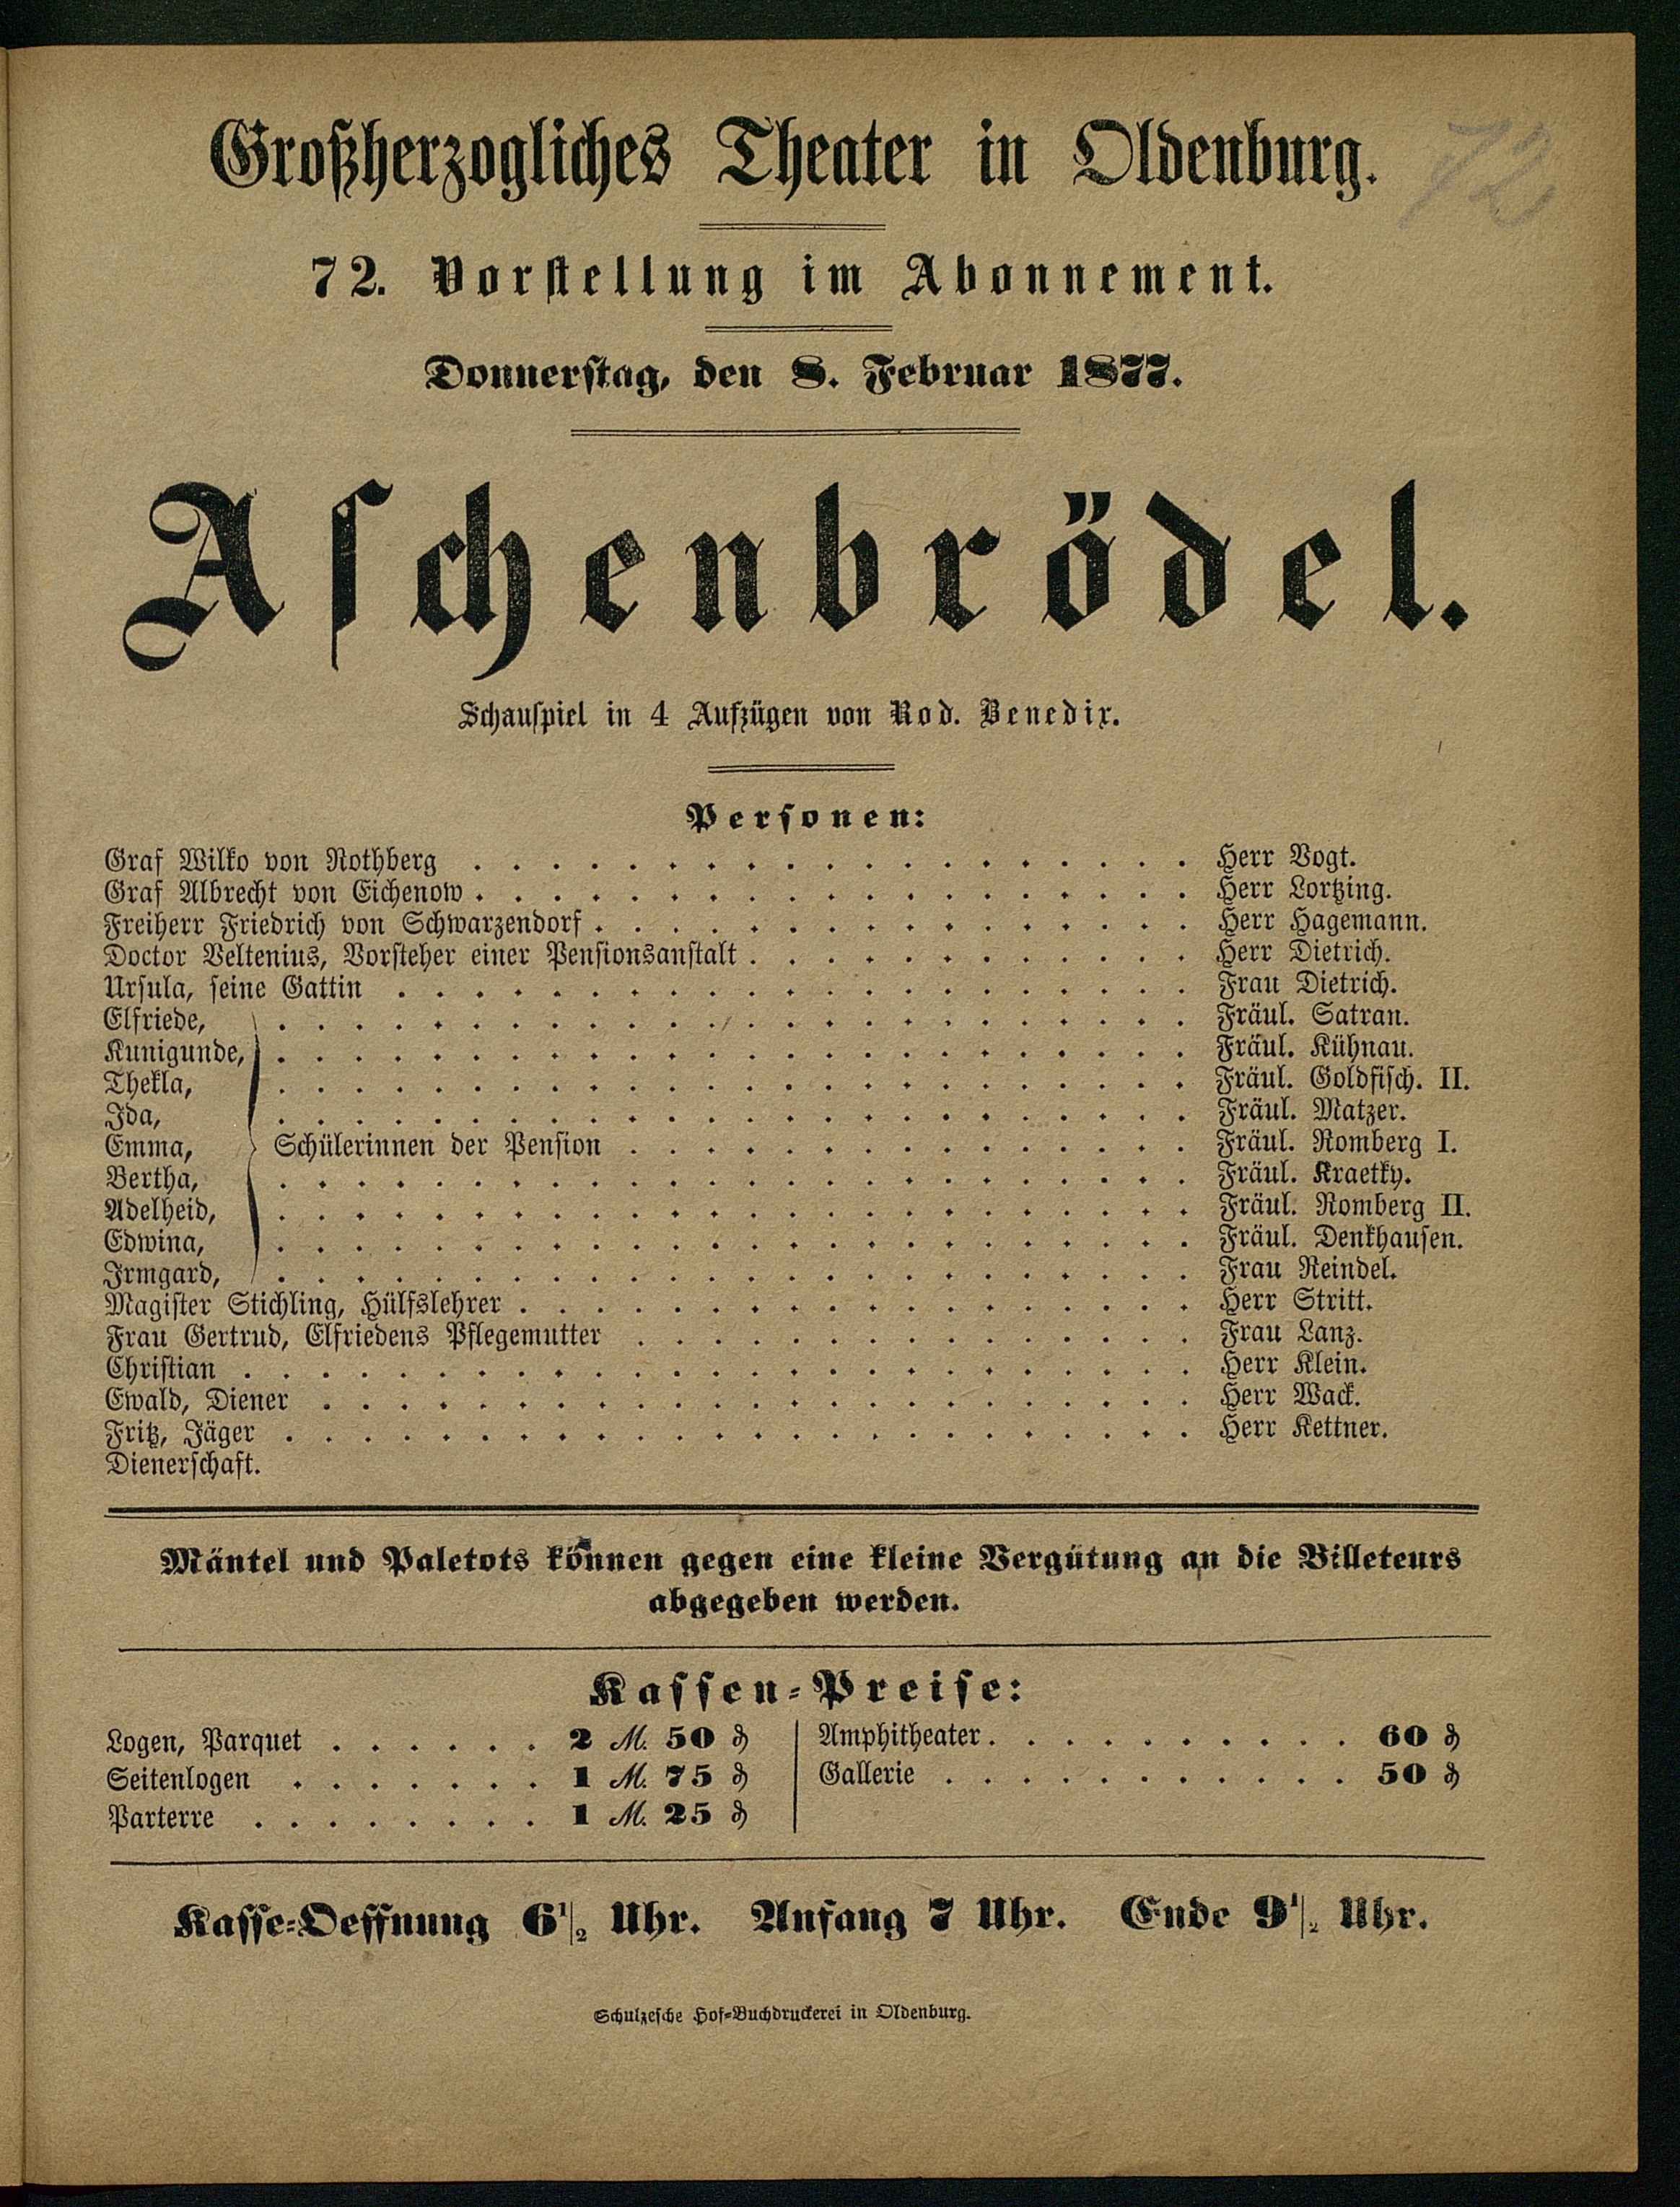 Großherzogliches Theater in Oldenburg.
72
72. Vorstellung im Abonnement.
Donnerstag, den 8. Februar 1877.
Aschenbrödel.
Schauspiel in 4 Aufzügen von Rod. Benedix.
Personen:
Graf Wilko von Rothberg . . . . . Herr Vogt.
Graf Albrecht von Eichenow . . . . . Herr Lortzing.
Freiherr Friedrich von Schwarzendorf . . . . . Herr Hagemann.
Doctor Veltenius, Vorsteher einer Pensionsanstalt . . . . . Herr Dietrich.
Ursula, seine Gattin . . . . . Frau Dietrich.
Elfriede, . . . . . Fräul. Satran.
Kunigunde, . . . . . Fräul. Kühnau.
Thekla, . . . . . Fräul. Goldfisch. II.
Ida, . . . . . Fräul. Matzer.
Emma, Schülerinnen der Pension . . . . . Fräul. Romberg I.
Bertha, . . . . . Fräul. Kraetky.
Adelheid, . . . . . Fräul. Romberg II.
Edwina, . . . . . Fräul. Denkhausen.
Irmgard, . . . . . Frau Reindel.
Magister Stichling, Hülfslehrer . . . . . Herr Stritt.
Frau Gertrud, Elfriedens Pflegemutter . . . . . Frau Lanz.
Christian . . . . . Herr Klein.
Ewald, Diener . . . . . Herr Wack.
Fritz, Jäger . . . . . Herr Kettner.
Dienerschaft.
Mäntel und Paletots können gegen eine kleine Vergütung an die Billeteurs
abgegeben werden.
Kassen-Preise:
Logen, Parquet . . . . . 2 M. 50 ₰
Seitenlogen . . . . . 1 M. 75 ₰
Parterre . . . . . 1 M. 25 ₰
Amphitheater . . . . . 60 ₰
Gallerie . . . . . 50 ₰
Kasse-Oeffnung 6 1/2 Uhr. Anfang 7 Uhr. Ende 9 1/2 Uhr.
Schulzesche Hof-Buchdruckerei in Oldenburg.